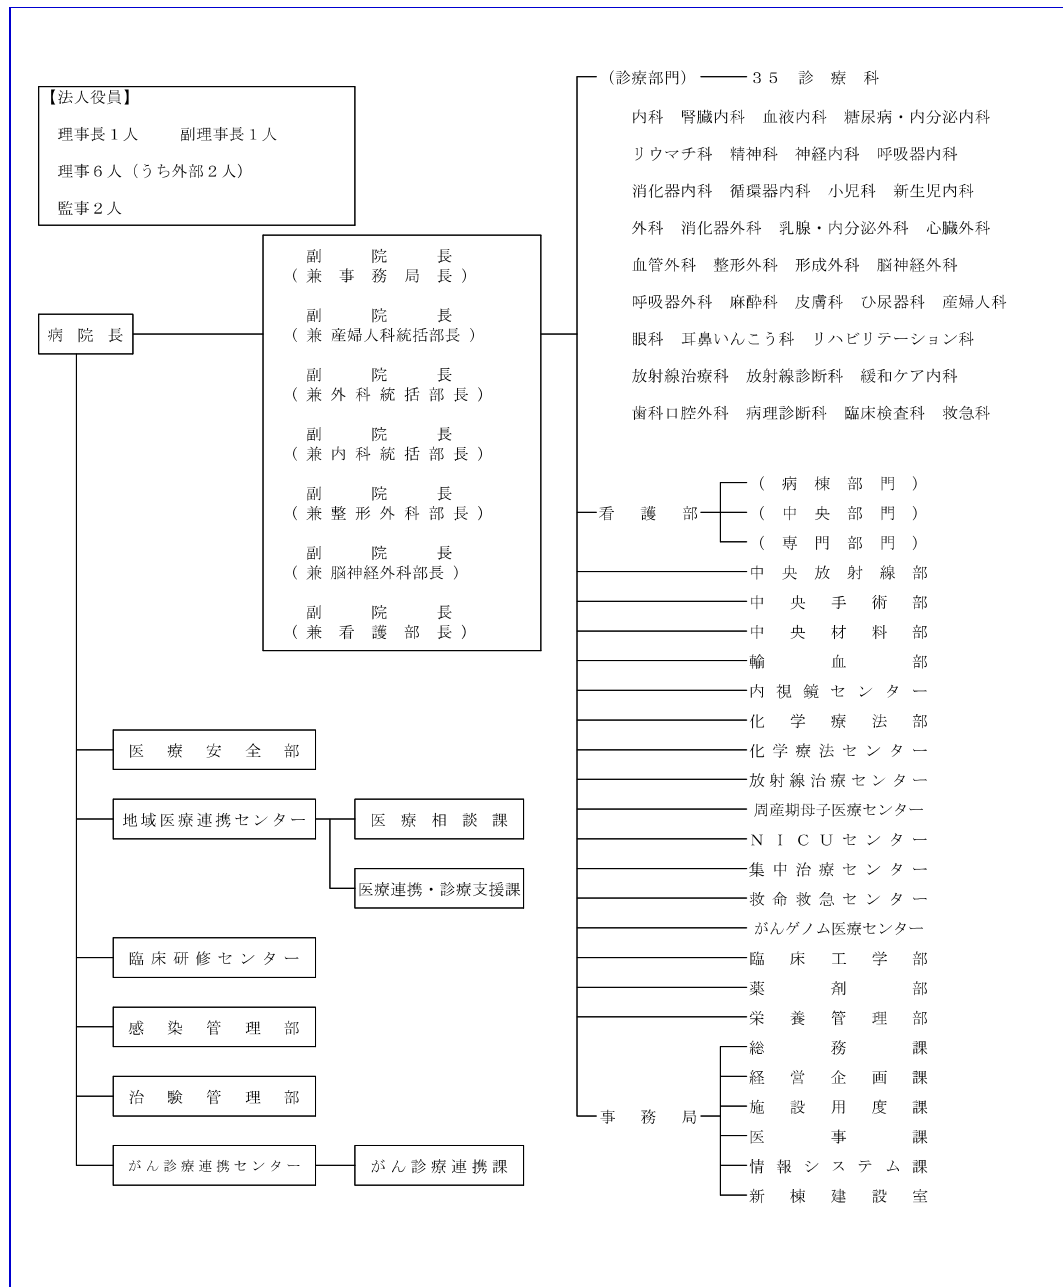 【法人役員】
理事長1人　副理事長1人
理事6人（うち外部2人）
監事2人
病院長
副院長
（兼事務局長）
副院長
（兼産婦人科統括部長）
副院長
（兼外科統括部長）
副院長
（兼内科統括部長）
副院長
（兼整形外科部長）
副院長
（兼脳神経外科部長）
副院長
（兼看護部長）
医療安全部
地域医療連携センター
医療相談課
医療連携・診療支援課
臨床研修センター
感染管理部
治験管理部
がん診療連携センター
がん診療連携課
（診療部門）　35診療科
内科　腎臓内科　血液内科　糖尿病・内分泌内科
リウマチ科　精神科　神経内科　呼吸器内科
消化器内科　循環器内科　小児科　新生児内科
外科　消化器外科　乳腺・内分泌外科　心臓外科
血管外科　整形外科　形成外科　脳神経外科
呼吸器外科　麻酔科　皮膚科　ひ尿器科　産婦人科
眼科　耳鼻いんこう科　リハビリテーション科
放射線治療科　放射線診断科　緩和ケア内科
歯科口腔外科　病理診断科　臨床検査科　救急科
看護部
（病棟部門）
（中央部門）
（専門部門）
中央放射線部
中央手術部
中央材料部
輸血部
内視鏡センター
化学療法部
化学療法センター
放射線治療センター
周産期母子医療センター
NICUセンター
集中治療センター
救命救急センター
がんゲノム医療センター
臨床工学部
薬剤部
栄養管理部
事務局
総務課
経営企画課
施設用度課
医事課
情報システム課
新棟建設室